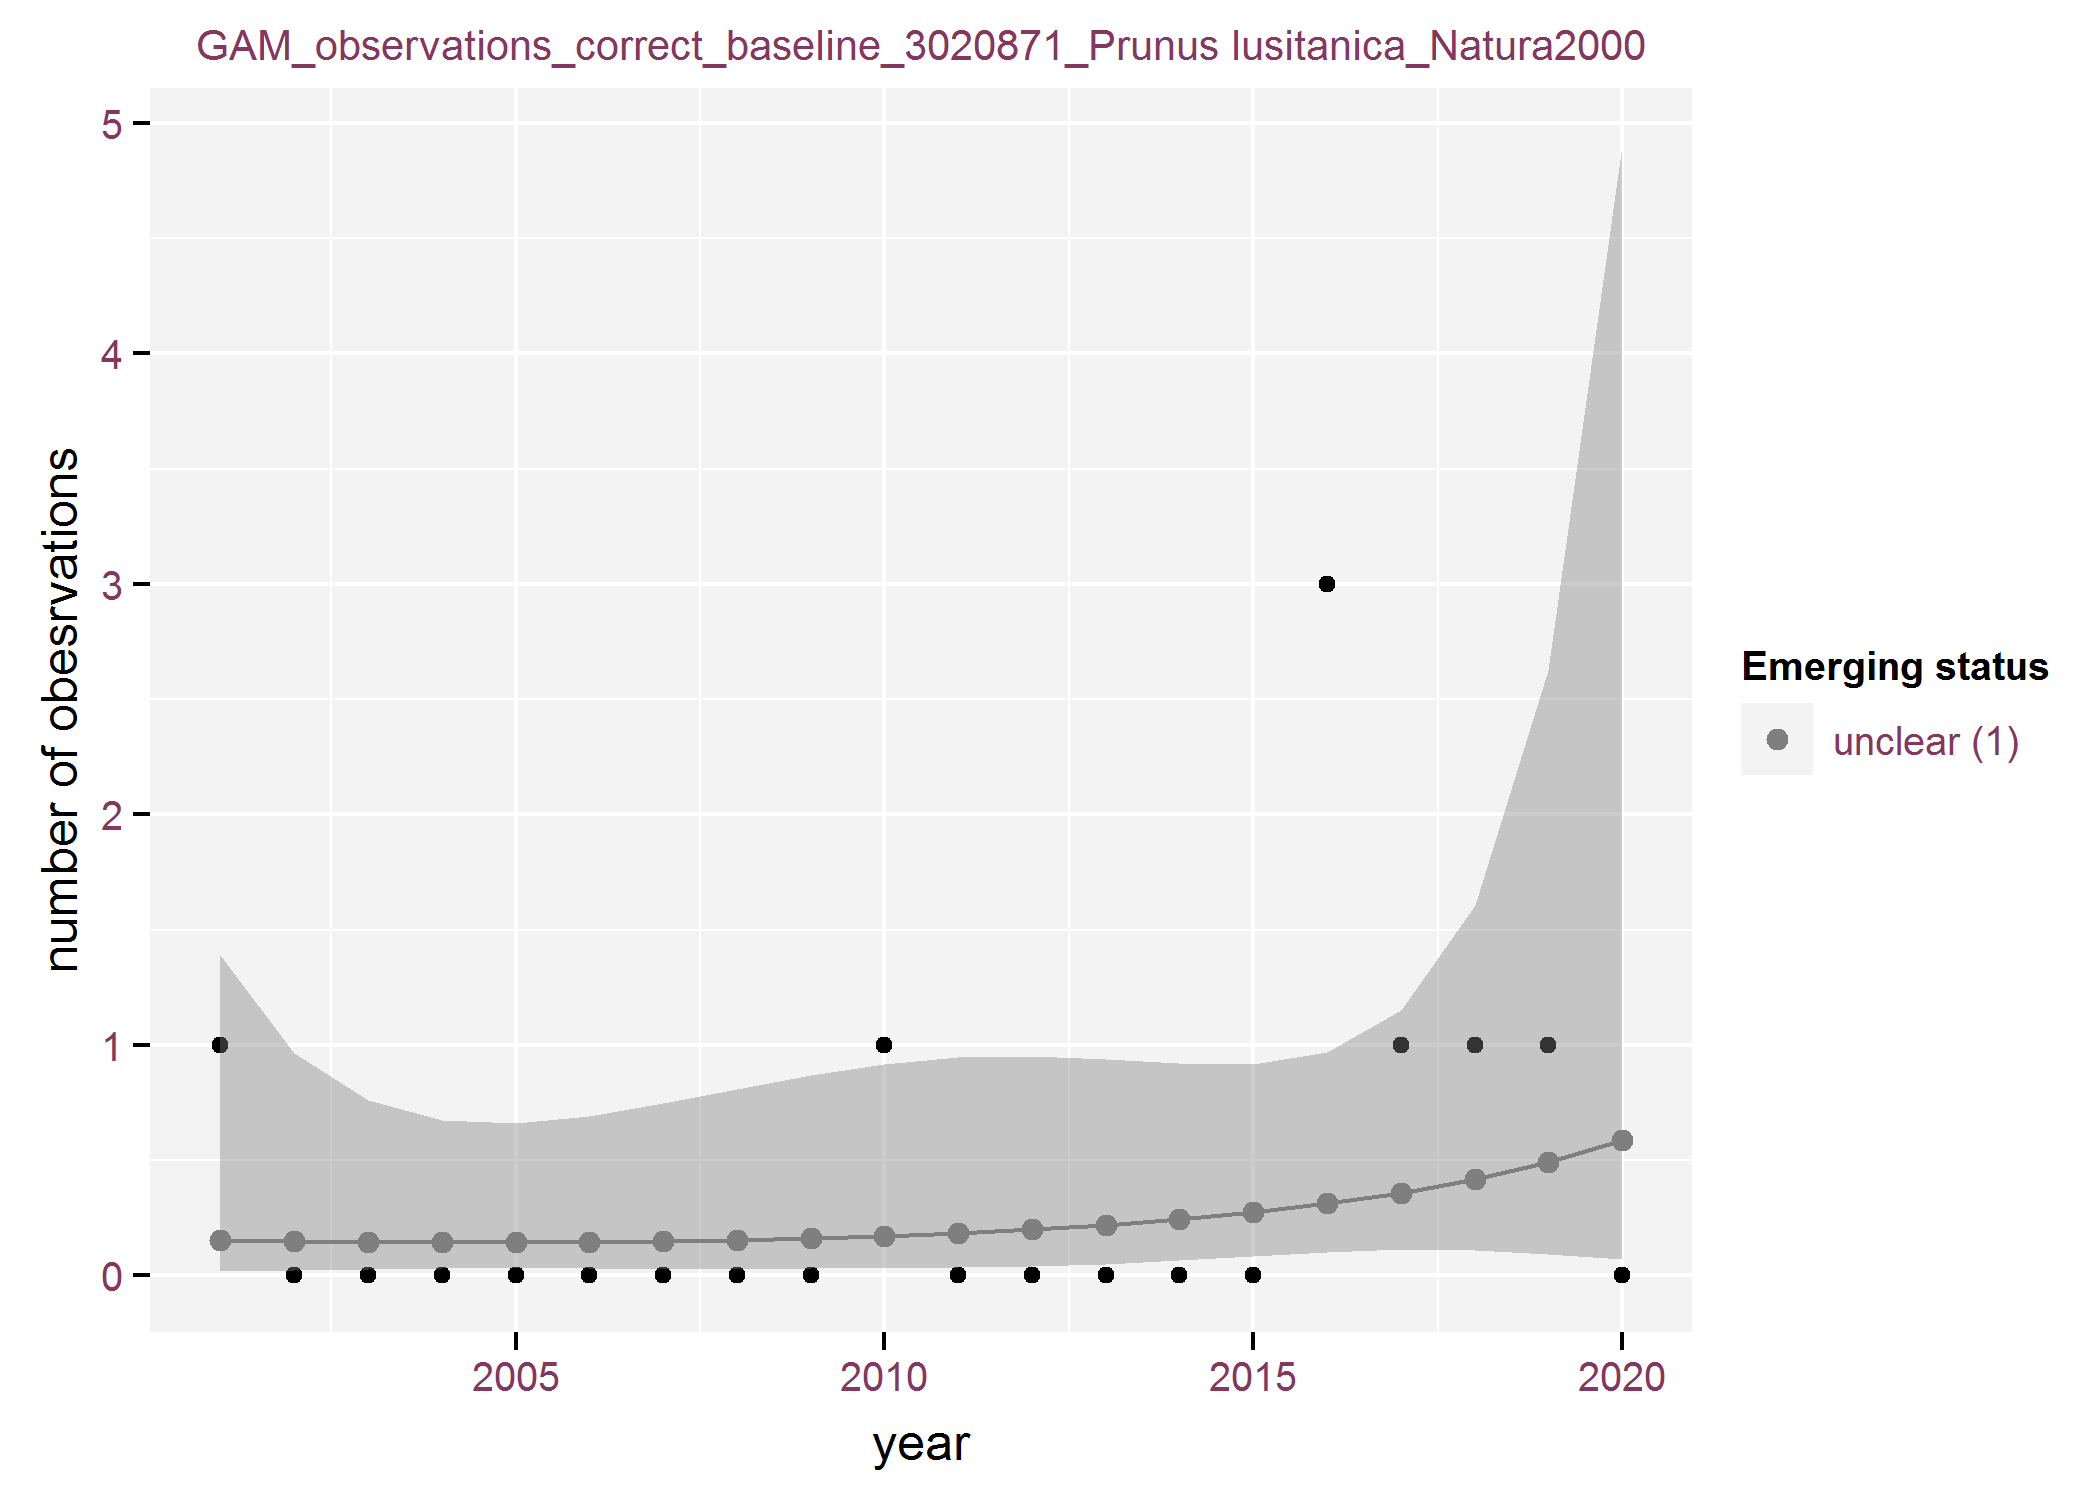 GAM_observations_correct_baseline_3020871_Prunus lusitanica_Natura2000
5
4
3
2
1
0
number of obesrvations
2005
2010
2015
2020
year
Emerging status
unclear (1)